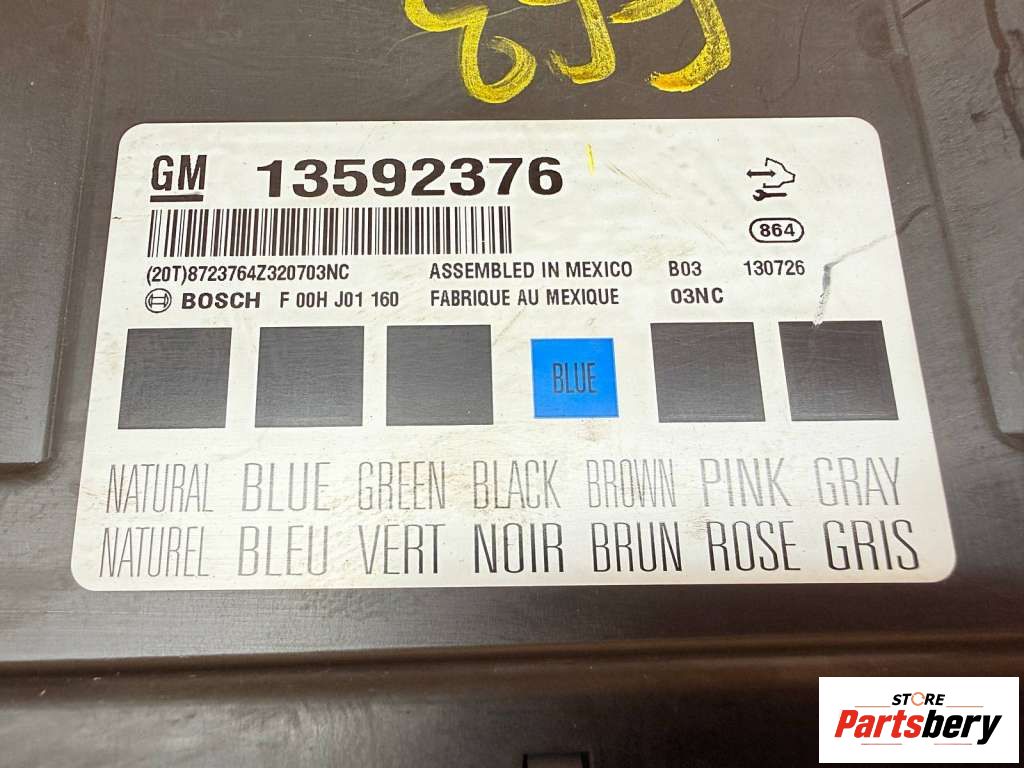 GM 13592376
864
(20T)8723764Z320703NC ASSEMBLED IN MEXICO B03 130726
BOSCH F 00H J01 160 FABRIQUE AU MEXIQUE 03NC
BLUE
NATURAL BLUE GREEN BLACK BROWN PINK GRAY
NATUREL BLEU VERT NOIR BRUN ROSE GRIS
STORE
Partsbery